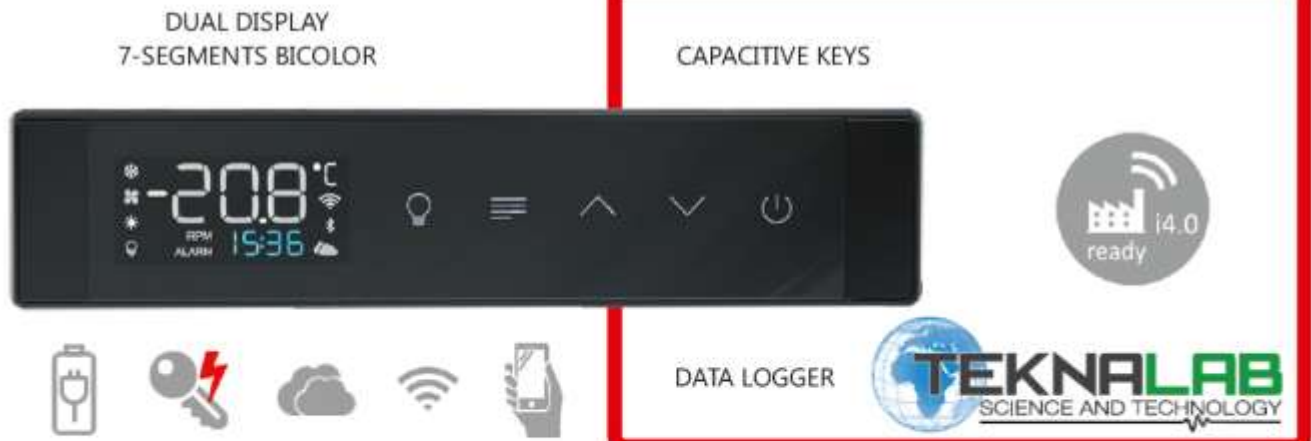 DUAL DISPLAY
7-SEGMENTS BICOLOR
CAPACITIVE KEYS
-20.8 °C
RPM
ALARM 15:36
i4.0
ready
DATA LOGGER
TEKNALAB
SCIENCE AND TECHNOLOGY